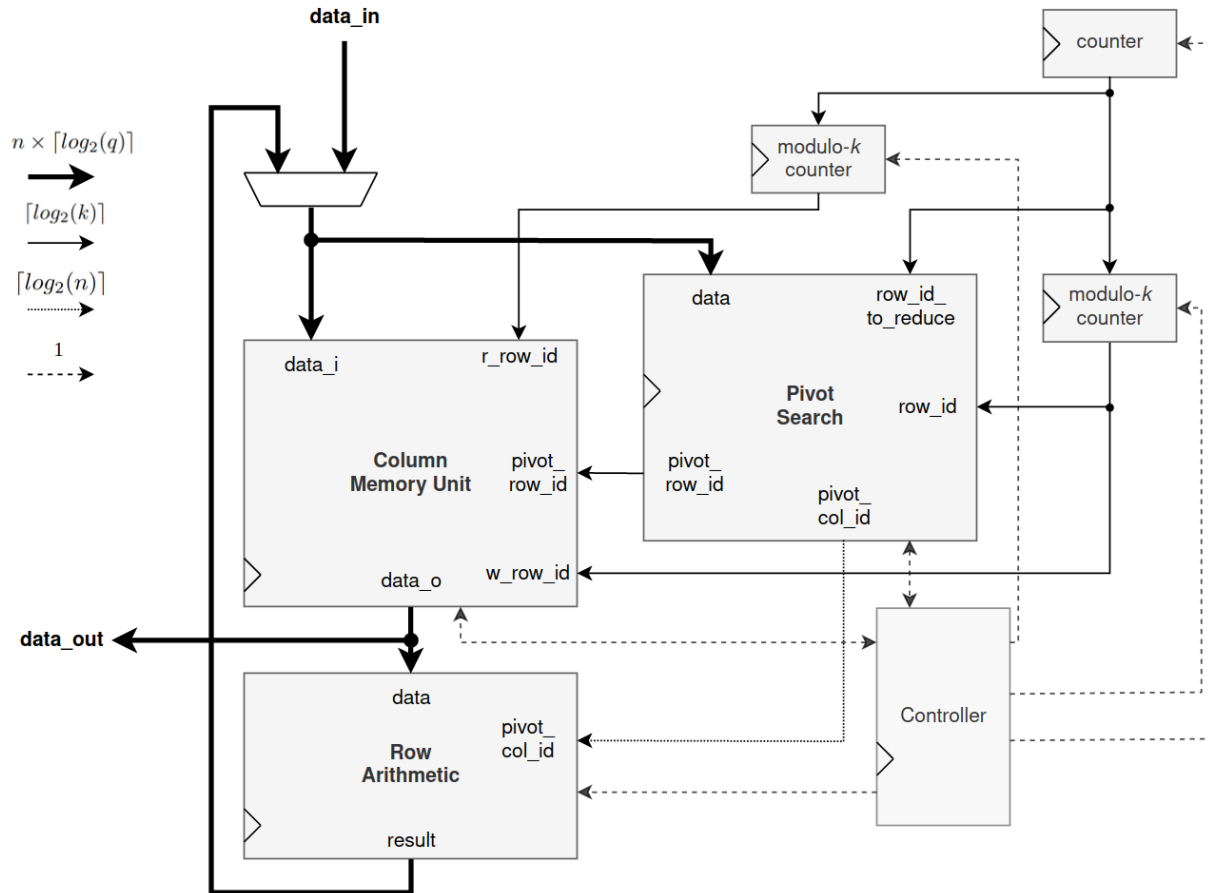 data_in
counter
n × ⌈log₂(q)⌉
modulo-k
counter
⌈log₂(k)⌉
⌈log₂(n)⌉
data
row_id_
to_reduce
modulo-k
counter
1
data_i
r_row_id
Pivot
Search
row_id
Column
Memory Unit
pivot_
row_id
pivot_
row_id
pivot_
col_id
data_o
w_row_id
data_out
data
pivot_
col_id
Row
Arithmetic
Controller
result